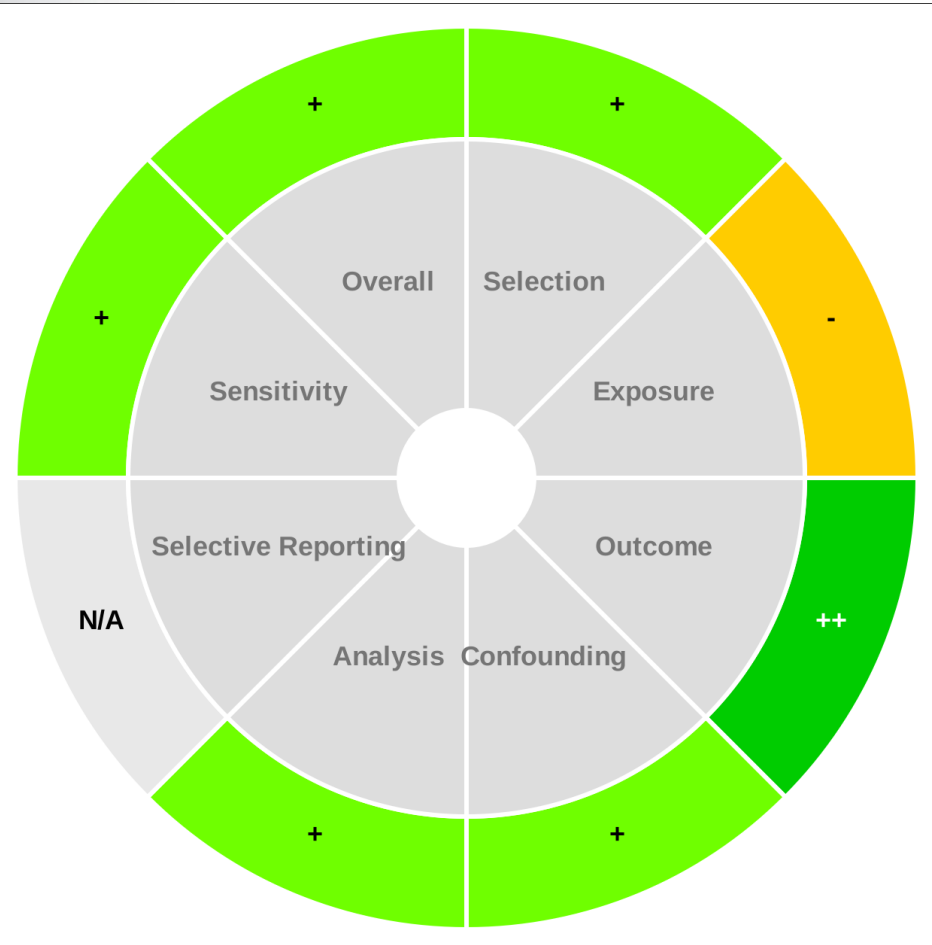 + +
Overall Selection
+ -
Sensitivity Exposure
Selective Reporting Outcome
N/A ++
Analysis Confounding
+ +